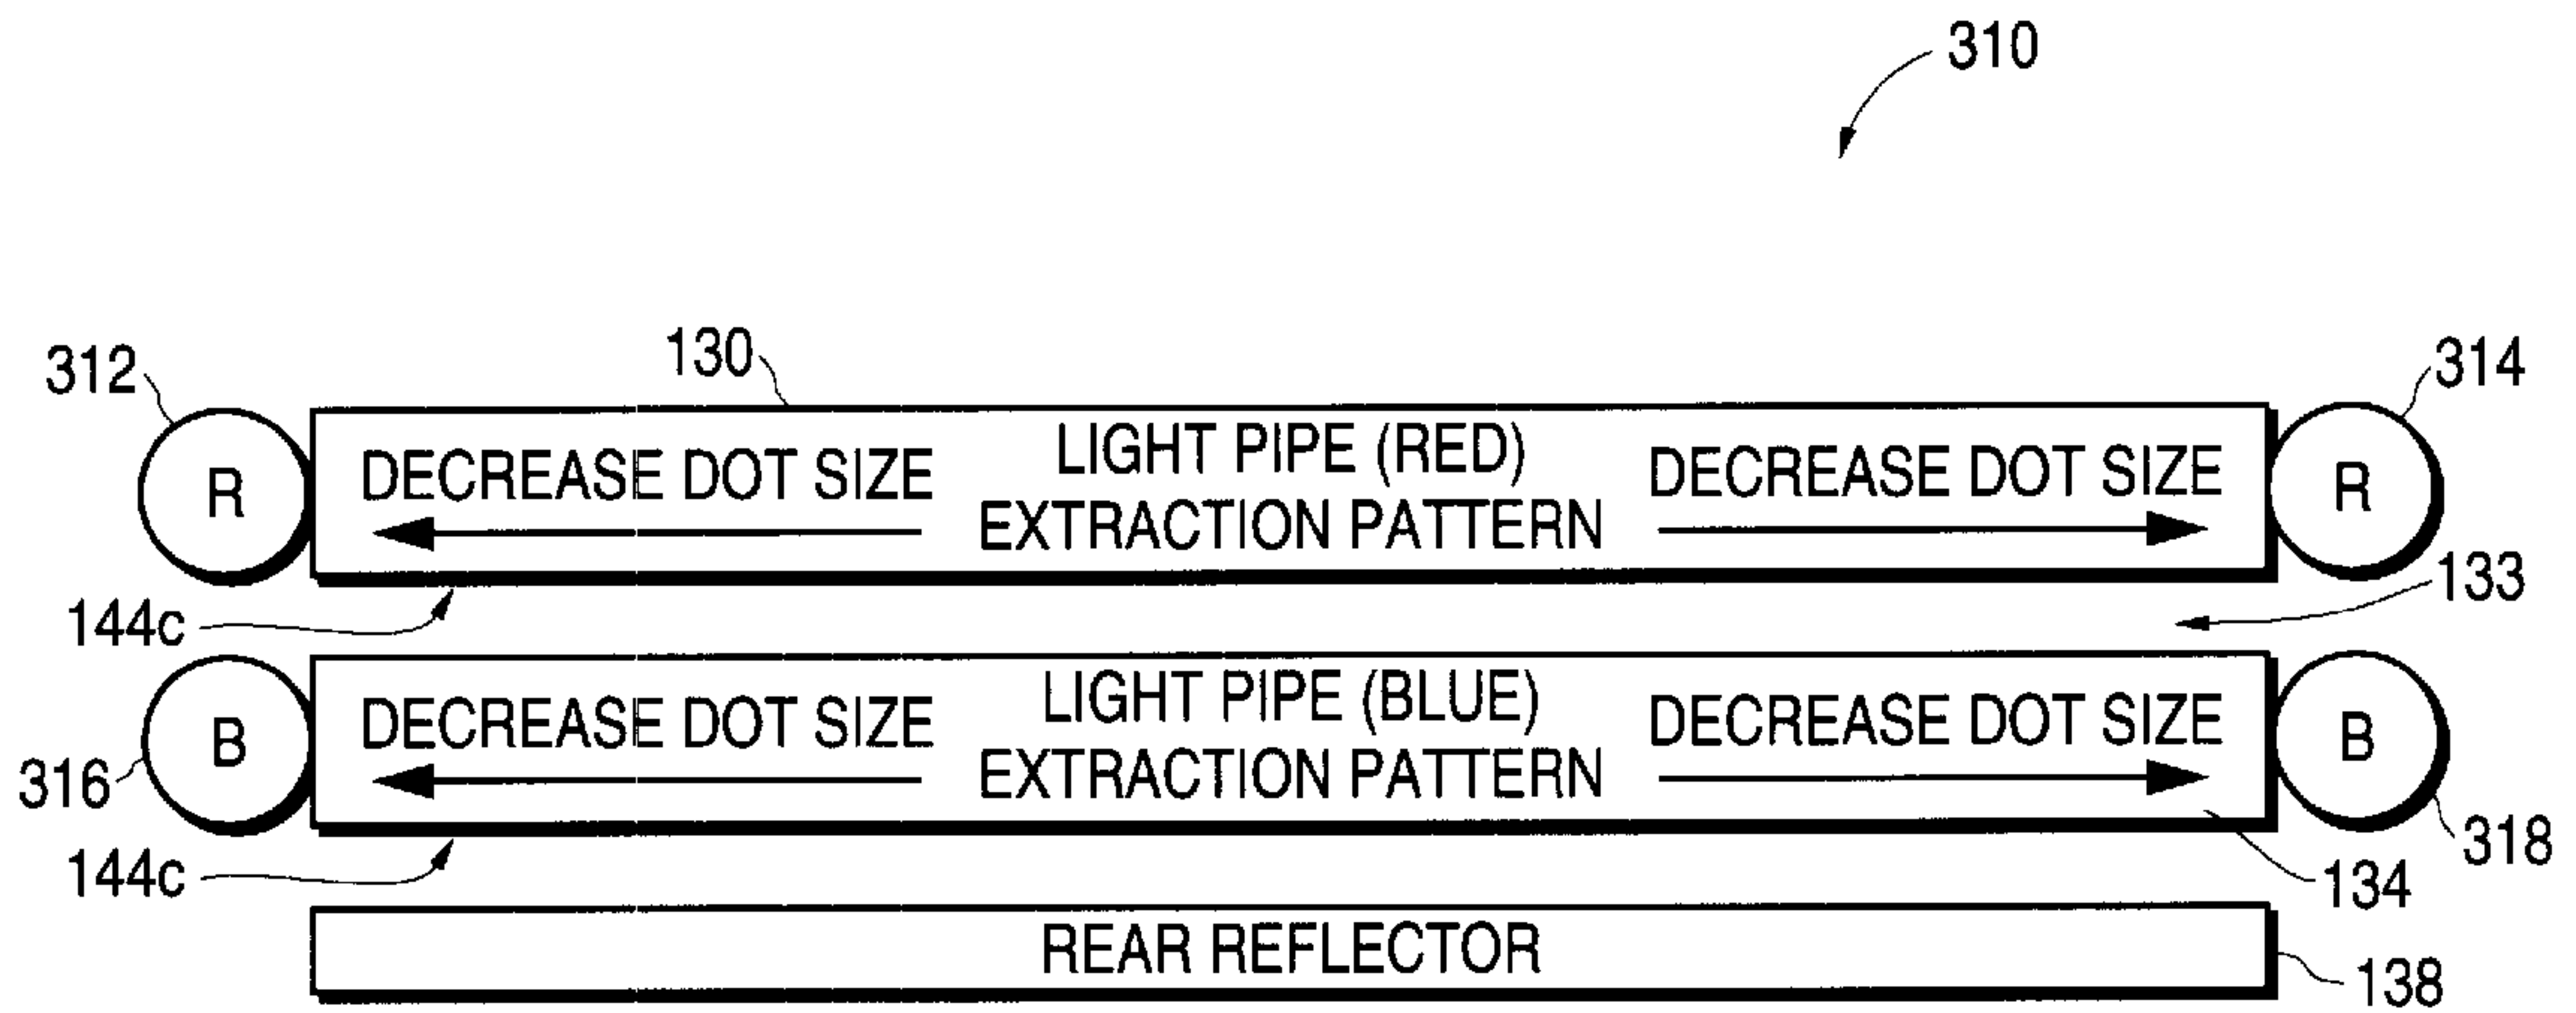 310
312
130
314
R
DECREASE DOT SIZE
LIGHT PIPE (RED)
EXTRACTION PATTERN
DECREASE DOT SIZE
R
144c
133
B
DECREASE DOT SIZE
LIGHT PIPE (BLUE)
EXTRACTION PATTERN
DECREASE DOT SIZE
B
316
318
144c
134
REAR REFLECTOR
138